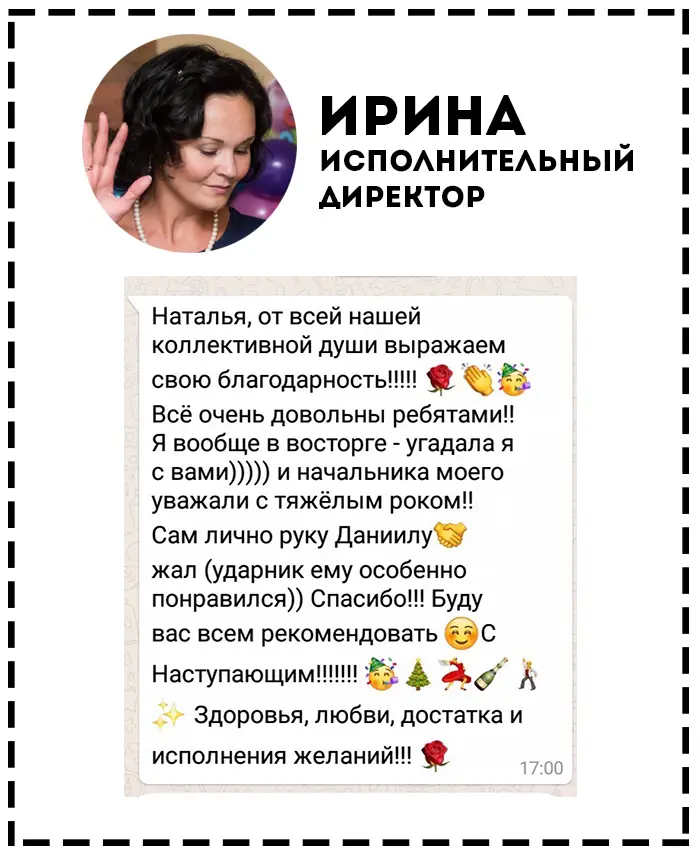 ИРИНА
ИСПОЛНИТЕЛЬНЫЙ
ДИРЕКТОР
Наталья, от всей нашей
коллективной души выражаем
свою благодарность!!!!! 🌹👏🥳
Всё очень довольны ребятами!!
Я вообще в восторге - угадала я
с вами))))) и начальника моего
уважали с тяжёлым роком!!
Сам лично руку Даниилу🤝
жал (ударник ему особенно
понравился)) Спасибо!!! Буду
вас всем рекомендовать ☺️С
Наступающим!!!!!!! 🥳🎄💃🍾🕺
✨ Здоровья, любви, достатка и
исполнения желаний!!! 🌹
17:00